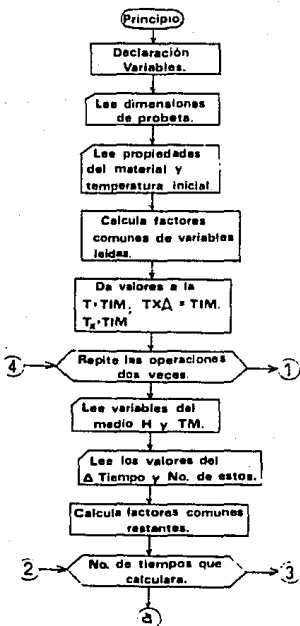 Principio
Declaración
Variables.
Lee dimensiones
de probeta.
Lee propiedades
del material y
temperatura inicial.
Calcula factores
comunes de variables
leidas.
Da valores a la
T·TIM; TXΔ = TIM.
Tx·TIM
4 Repite las operaciones 1
dos veces.
Lee variables del
medio H y TM.
Lee los valores del
Δ Tiempo y No. de estos.
Calcula factores comunes
restantes.
2 No. de tiempos que 3
calculara.
a